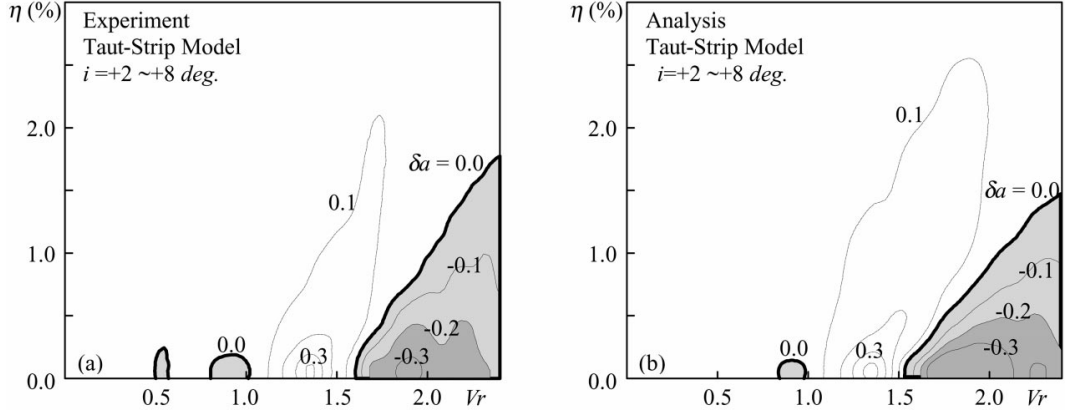 η (%)
Experiment
Taut-Strip Model
i =+2 ~+8 deg.
2.0
1.0
0.0
0.1
δa = 0.0
-0.1
-0.2
-0.3
0.3
0.0
(a)
0.5
1.0
1.5
2.0
Vr
η (%)
Analysis
Taut-Strip Model
i=+2 ~+8 deg.
2.0
1.0
0.0
0.1
δa = 0.0
-0.1
-0.2
-0.3
0.3
0.0
(b)
0.5
1.0
1.5
2.0
Vr